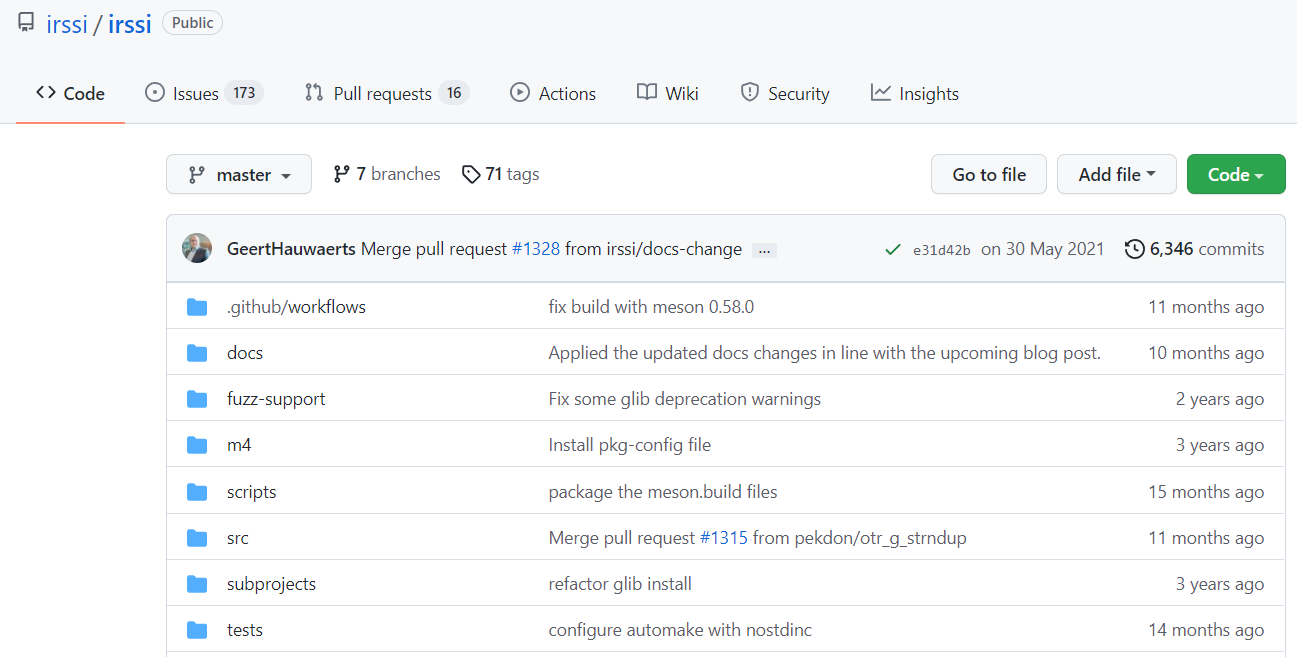 irssi / irssi Public
Code Issues 173 Pull requests 16 Actions Wiki Security Insights
master 7 branches 71 tags Go to file Add file Code
GeertHauwaerts Merge pull request #1328 from irssi/docs-change ... e31d42b on 30 May 2021 6,346 commits
.github/workflows fix build with meson 0.58.0 11 months ago
docs Applied the updated docs changes in line with the upcoming blog post. 10 months ago
fuzz-support Fix some glib deprecation warnings 2 years ago
m4 Install pkg-config file 3 years ago
scripts package the meson.build files 15 months ago
src Merge pull request #1315 from pekdon/otr_g_strndup 11 months ago
subprojects refactor glib install 3 years ago
tests configure automake with nostdinc 14 months ago